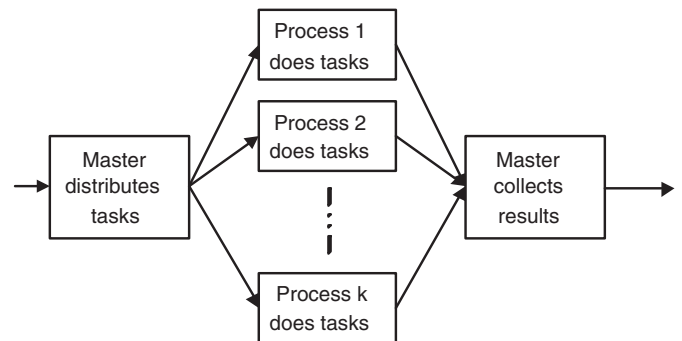 Process 1
does tasks
Process 2
does tasks
Master
distributes
tasks
Master
collects
results
Process k
does tasks